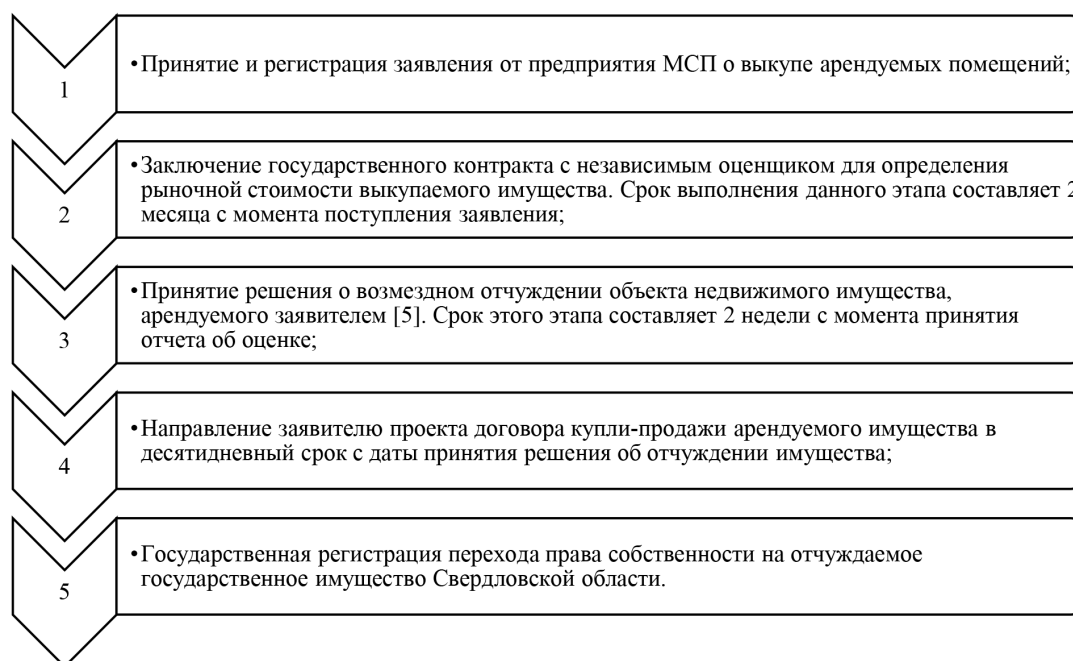 1
•Принятие и регистрация заявления от предприятия МСП о выкупе арендуемых помещений;
2
•Заключение государственного контракта с независимым оценщиком для определения
рыночной стоимости выкупаемого имущества. Срок выполнения данного этапа составляет 2
месяца с момента поступления заявления;
3
•Принятие решения о возмездном отчуждении объекта недвижимого имущества,
арендуемого заявителем [5]. Срок этого этапа составляет 2 недели с момента принятия
отчета об оценке;
4
•Направление заявителю проекта договора купли-продажи арендуемого имущества в
десятидневный срок с даты принятия решения об отчуждении имущества;
5
•Государственная регистрация перехода права собственности на отчуждаемое
государственное имущество Свердловской области.